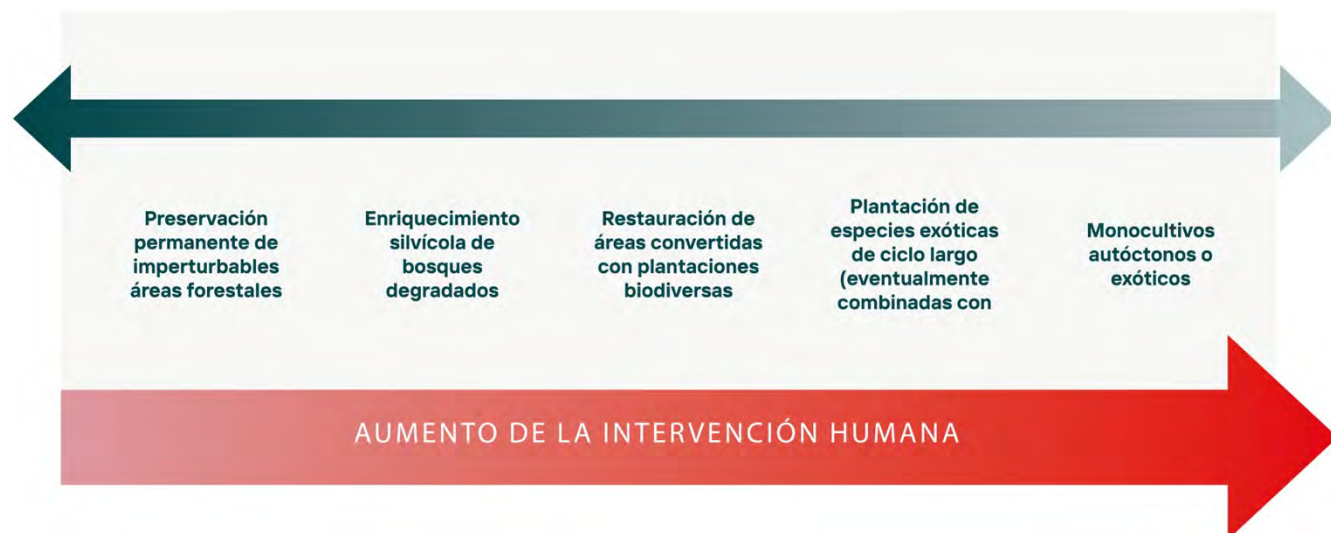 Preservación
permanente de
imperturbables
áreas forestales
Enriquecimiento
silvícola de
bosques
degradados
Restauración de
áreas convertidas
con plantaciones
biodiversas
Plantación de
especies exóticas
de ciclo largo
(eventualmente
combinadas con
Monocultivos
autóctonos o
exóticos
AUMENTO DE LA INTERVENCIÓN HUMANA